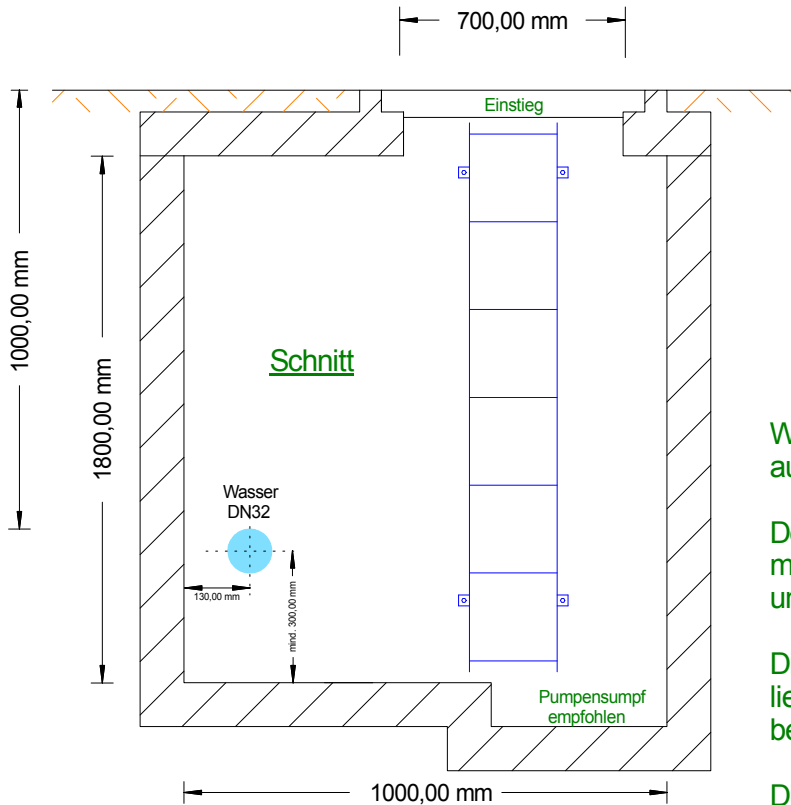 700,00 mm
Einstieg
1000,00 mm
1800,00 mm
Schnitt
Wasser
DN32
130,00 mm
mind. 300,00 mm
Pumpensumpf
empfohlen
1000,00 mm